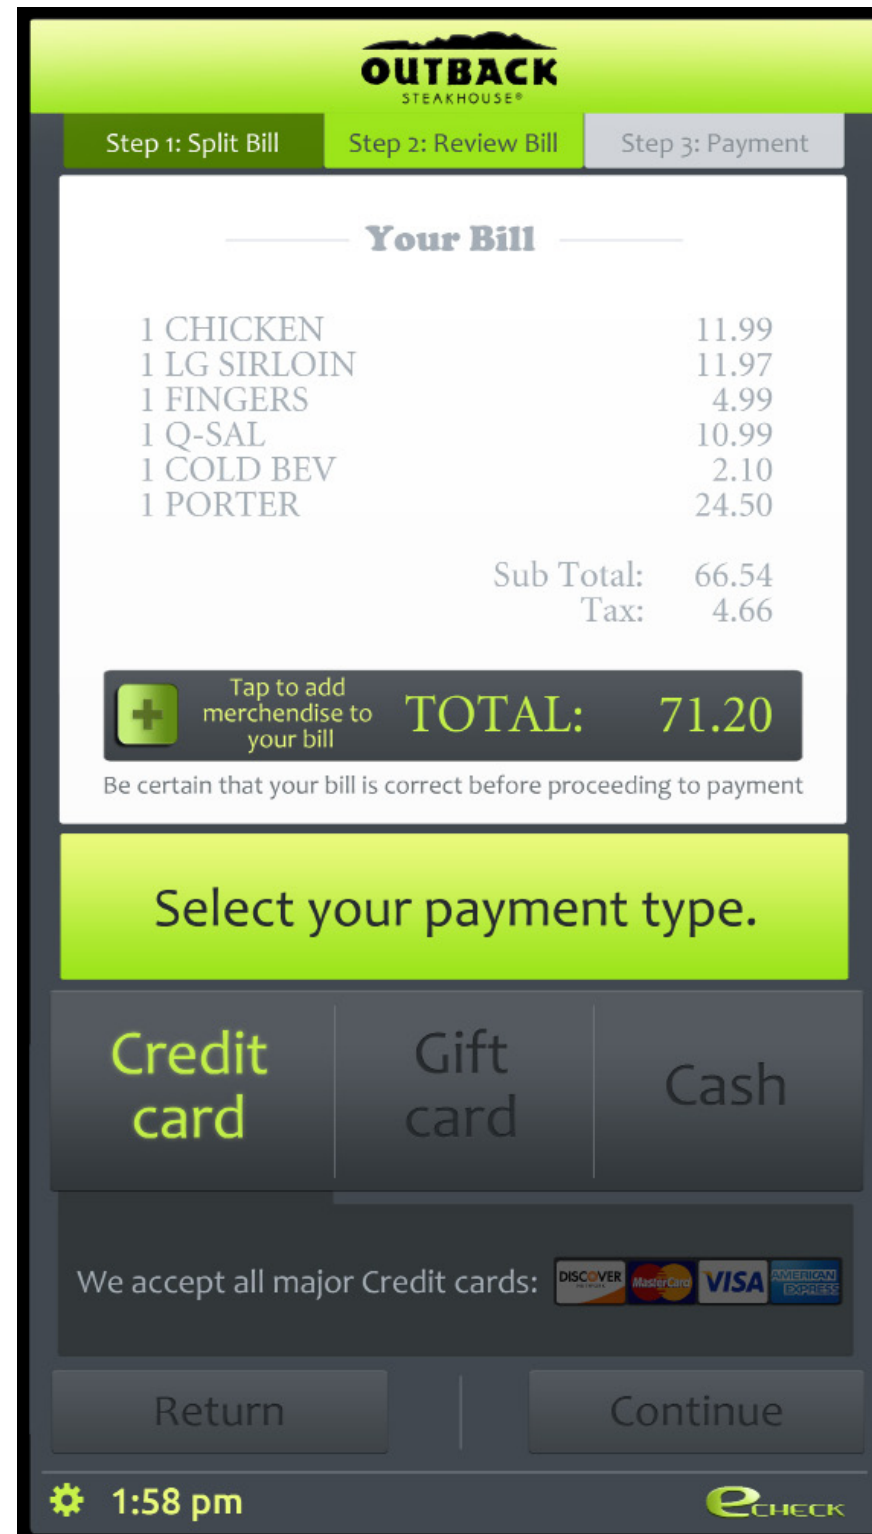 OUTBACK
STEAKHOUSE®
Step 1: Split Bill Step 2: Review Bill Step 3: Payment
Your Bill
1 CHICKEN 11.99
1 LG SIRLOIN 11.97
1 FINGERS 4.99
1 Q-SAL 10.99
1 COLD BEV 2.10
1 PORTER 24.50
Sub Total: 66.54
Tax: 4.66
Tap to add
merchendise to
your bill
TOTAL: 71.20
Be certain that your bill is correct before proceeding to payment
Select your payment type.
Credit
card
Gift
card
Cash
We accept all major Credit cards:
DISCOVER
NETWORK
MasterCard
VISA
AMERICAN
EXPRESS
Return Continue
1:58 pm eCHECK